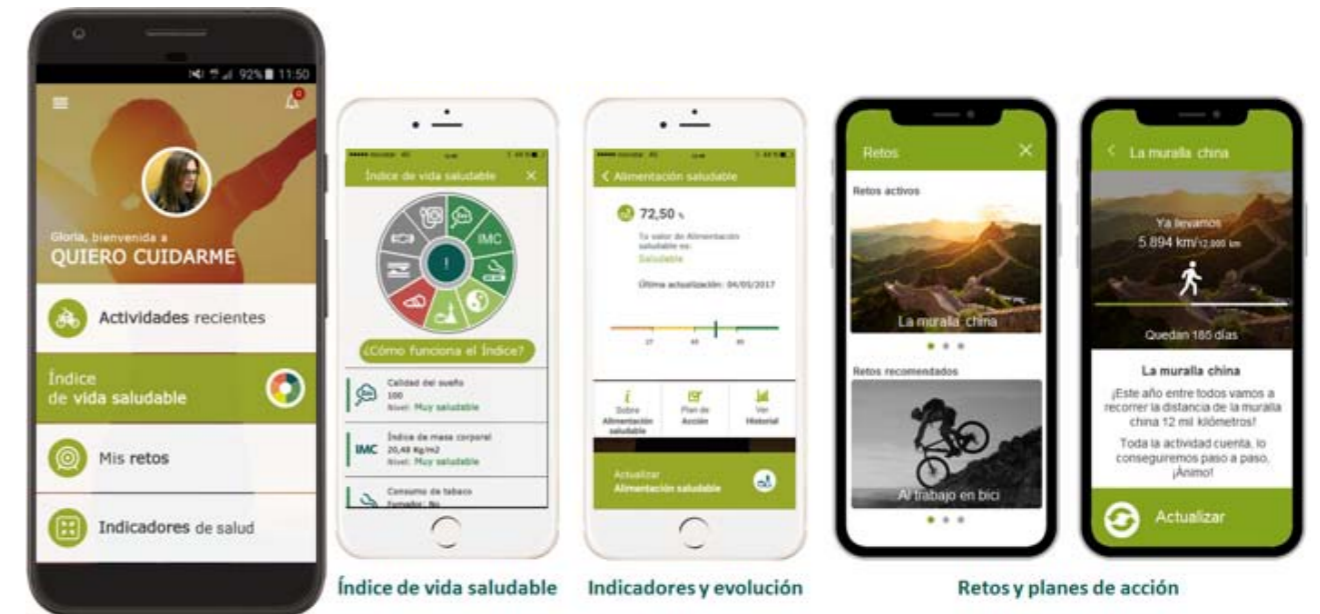 92% 11:50
0
Gloria, bienvenida a
QUIERO CUIDARME
Actividades recientes
Índice
de vida saludable
Mis retos
Indicadores de salud
Índice de vida saludable
IMC
!
¿Cómo funciona el Índice?
Calidad del sueño
100
Nivel: Muy saludable
IMC
Índice de masa corporal
20,48 Kg/m2
Nivel: Muy saludable
Consumo de tabaco
Fumador: No
Índice de vida saludable
Alimentación saludable
72,50 %
Tu valor de Alimentación
saludable es:
Saludable
Última actualización: 04/05/2017
Sobre
Alimentación
saludable
Plan de
Acción
Ver
Historial
Actualizar
Alimentación saludable
Indicadores y evolución
Retos
Retos activos
La muralla china
Retos recomendados
Al trabajo en bici
La muralla china
Ya llevamos
5.894 km/12,000 km
Quedan 185 días
La muralla china
¡Este año entre todos vamos a
recorrer la distancia de la muralla
china 12 mil kilómetros!
Toda la actividad cuenta, lo
conseguiremos paso a paso,
¡Ánimo!
Actualizar
Retos y planes de acción